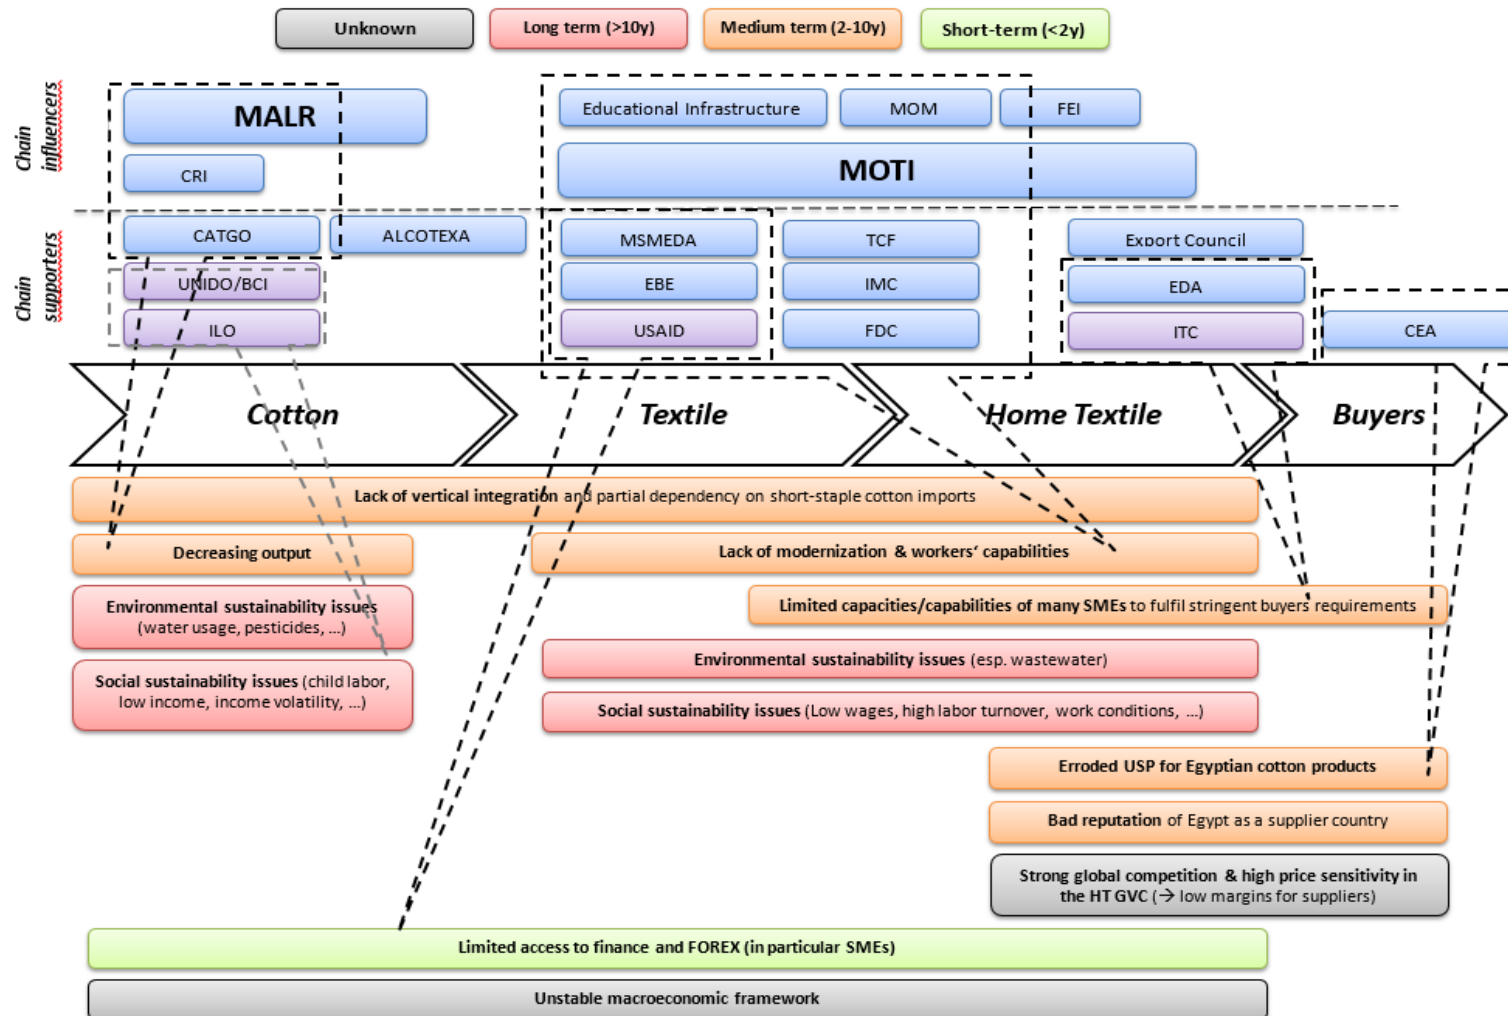 Unknown
Long term (>10y)
Medium term (2-10y)
Short-term (<2y)
Chain
influencers
MALR
Educational Infrastructure
MOM
FEI
CRI
MOTI
Chain
supporters
CATGO
ALCOTEXA
MSMEDA
TCF
Export Council
UNIDO/BCI
EBE
IMC
EDA
ILO
USAID
FDC
ITC
CEA
Cotton
Textile
Home Textile
Buyers
Lack of vertical integration and partial dependency on short-staple cotton imports
Decreasing output
Lack of modernization & workers‘ capabilities
Environmental sustainability issues
(water usage, pesticides, …)
Limited capacities/capabilities of many SMEs to fulfil stringent buyers requirements
Environmental sustainability issues (esp. wastewater)
Social sustainability issues (child labor,
low income, income volatility, …)
Social sustainability issues (Low wages, high labor turnover, work conditions, …)
Erroded USP for Egyptian cotton products
Bad reputation of Egypt as a supplier country
Strong global competition & high price sensitivity in
the HT GVC (→ low margins for suppliers)
Limited access to finance and FOREX (in particular SMEs)
Unstable macroeconomic framework